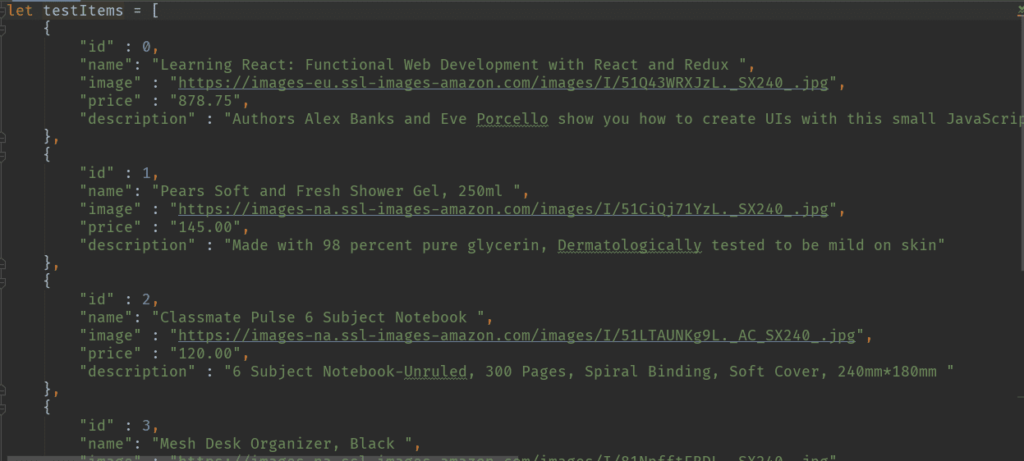 let testItems = [
{
"id" : 0,
"name": "Learning React: Functional Web Development with React and Redux ",
"image" : "https://images-eu.ssl-images-amazon.com/images/I/51Q43WRXJzL._SX240_.jpg",
"price" : "878.75",
"description" : "Authors Alex Banks and Eve Porcello show you how to create UIs with this small JavaScrip
},
{
"id" : 1,
"name": "Pears Soft and Fresh Shower Gel, 250ml ",
"image" : "https://images-na.ssl-images-amazon.com/images/I/51CiQj71YzL._SX240_.jpg",
"price" : "145.00",
"description" : "Made with 98 percent pure glycerin, Dermatologically tested to be mild on skin"
},
{
"id" : 2,
"name": "Classmate Pulse 6 Subject Notebook ",
"image" : "https://images-na.ssl-images-amazon.com/images/I/51LTAUNKg9L._AC_SX240_.jpg",
"price" : "120.00",
"description" : "6 Subject Notebook-Unruled, 300 Pages, Spiral Binding, Soft Cover, 240mm*180mm "
},
{
"id" : 3,
"name": "Mesh Desk Organizer, Black ",